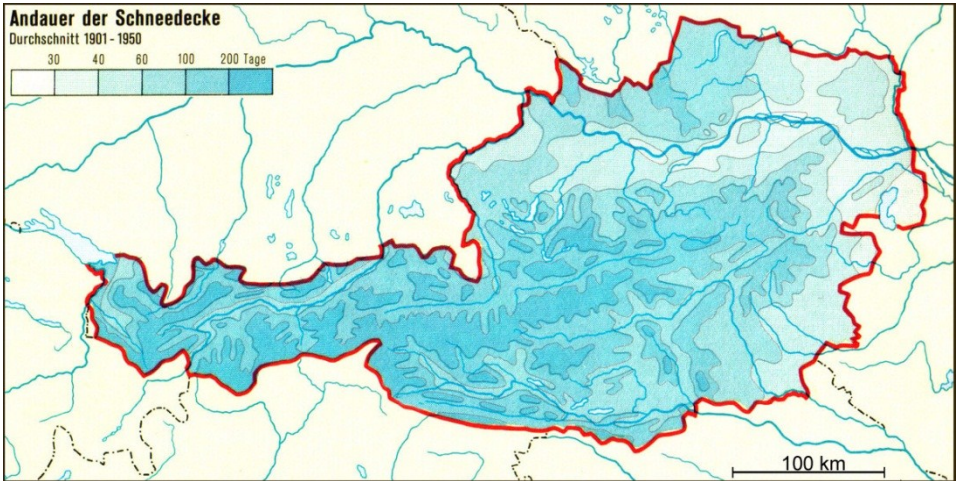 Andauer der Schneedecke
Durchschnitt 1901 - 1950
30 40 60 100 200 Tage
100 km